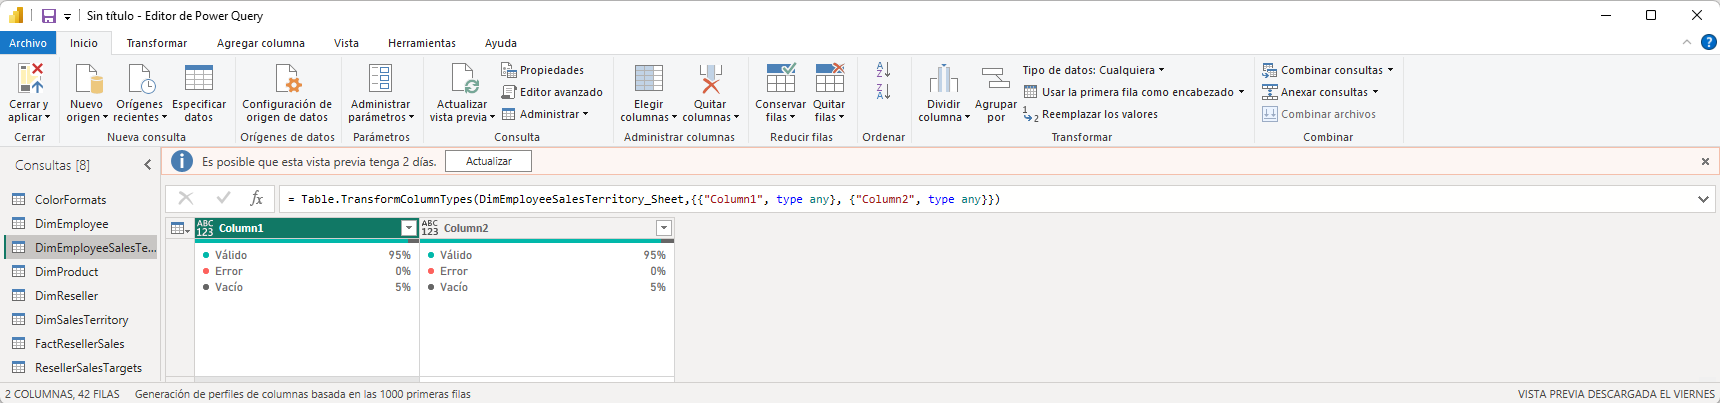 Sin título - Editor de Power Query
Archivo Inicio Transformar Agregar columna Vista Herramientas Ayuda
Cerrar y aplicar
Cerrar
Nuevo origen
Orígenes recientes
Especificar datos
Nueva consulta
Configuración de origen de datos
Orígenes de datos
Administrar parámetros
Parámetros
Actualizar vista previa
Propiedades
Editor avanzado
Administrar
Consulta
Elegir columnas
Quitar columnas
Administrar columnas
Conservar filas
Quitar filas
Reducir filas
Ordenar
Dividir columna
Agrupar por
Tipo de datos: Cualquiera
Usar la primera fila como encabezado
Reemplazar los valores
Transformar
Combinar consultas
Anexar consultas
Combinar archivos
Combinar
Consultas [8]
ColorFormats
DimEmployee
DimEmployeeSalesTe...
DimProduct
DimReseller
DimSalesTerritory
FactResellerSales
ResellerSalesTargets
Es posible que esta vista previa tenga 2 días. Actualizar
fx = Table.TransformColumnTypes(DimEmployeeSalesTerritory_Sheet,{{"Column1", type any}, {"Column2", type any}})
ABC 123 Column1 ABC 123 Column2
Válido 95% Válido 95%
Error 0% Error 0%
Vacío 5% Vacío 5%
2 COLUMNAS, 42 FILAS Generación de perfiles de columnas basada en las 1000 primeras filas VISTA PREVIA DESCARGADA EL VIERNES